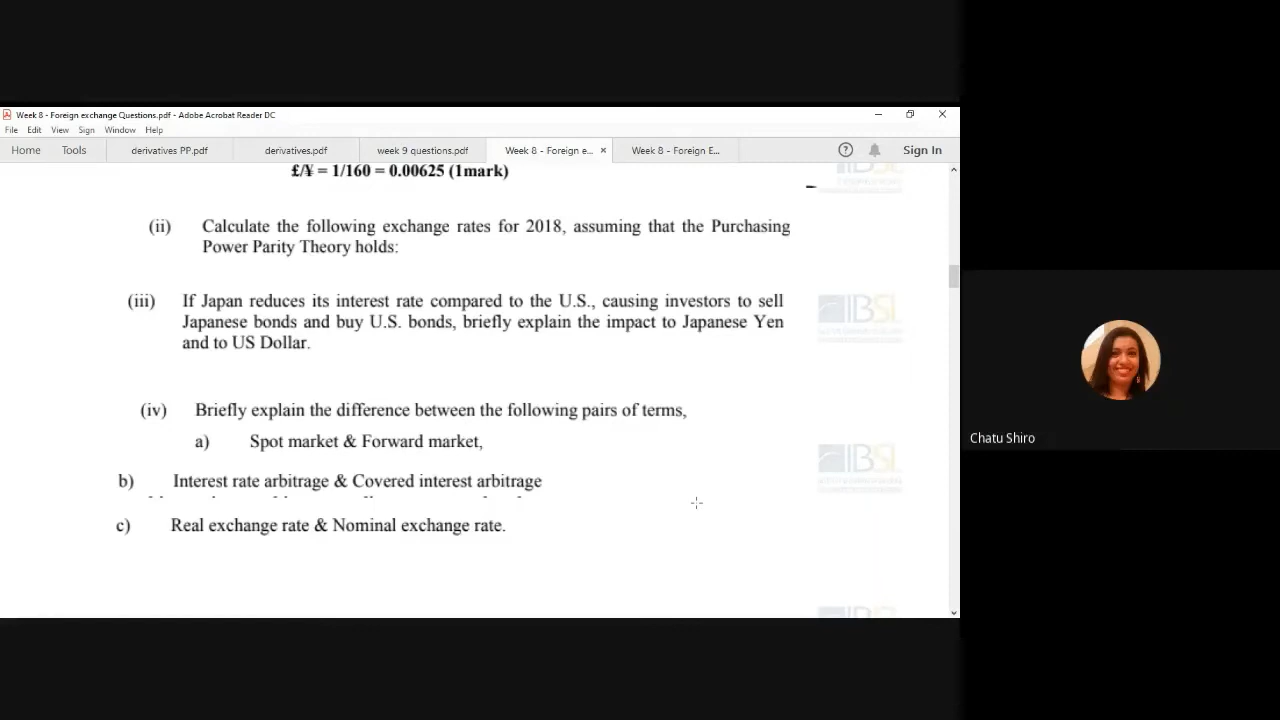 Week 8 - Foreign exchange Questions.pdf - Adobe Acrobat Reader DC
File Edit View Sign Window Help
Home Tools derivatives PP.pdf derivatives.pdf week 9 questions.pdf Week 8 - Foreign e... × Week 8 - Foreign E... Sign In
£/¥ = 1/160 = 0.00625 (1mark)
(ii) Calculate the following exchange rates for 2018, assuming that the Purchasing
Power Parity Theory holds:
(iii) If Japan reduces its interest rate compared to the U.S., causing investors to sell
Japanese bonds and buy U.S. bonds, briefly explain the impact to Japanese Yen
and to US Dollar.
(iv) Briefly explain the difference between the following pairs of terms,
a) Spot market & Forward market,
b) Interest rate arbitrage & Covered interest arbitrage
c) Real exchange rate & Nominal exchange rate.
IBSL
IBSL
Chatu Shiro